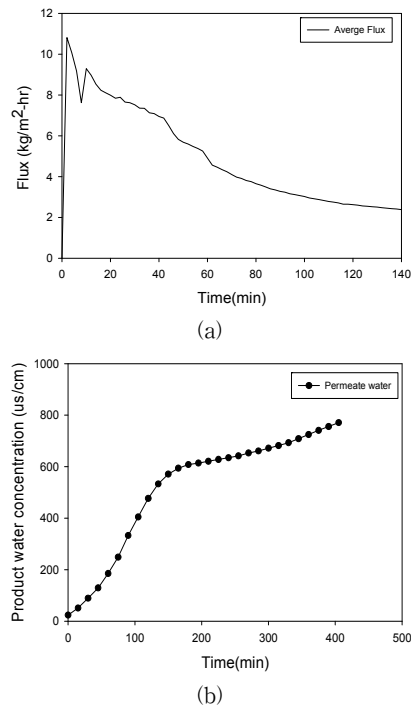 12
10
8
6
4
2
0
Flux (kg/m²-hr)
Averge Flux
0 20 40 60 80 100 120 140
Time(min)
(a)
1000
800
600
400
200
0
Product water concentration (us/cm)
Permeate water
0 100 200 300 400 500
Time(min)
(b)